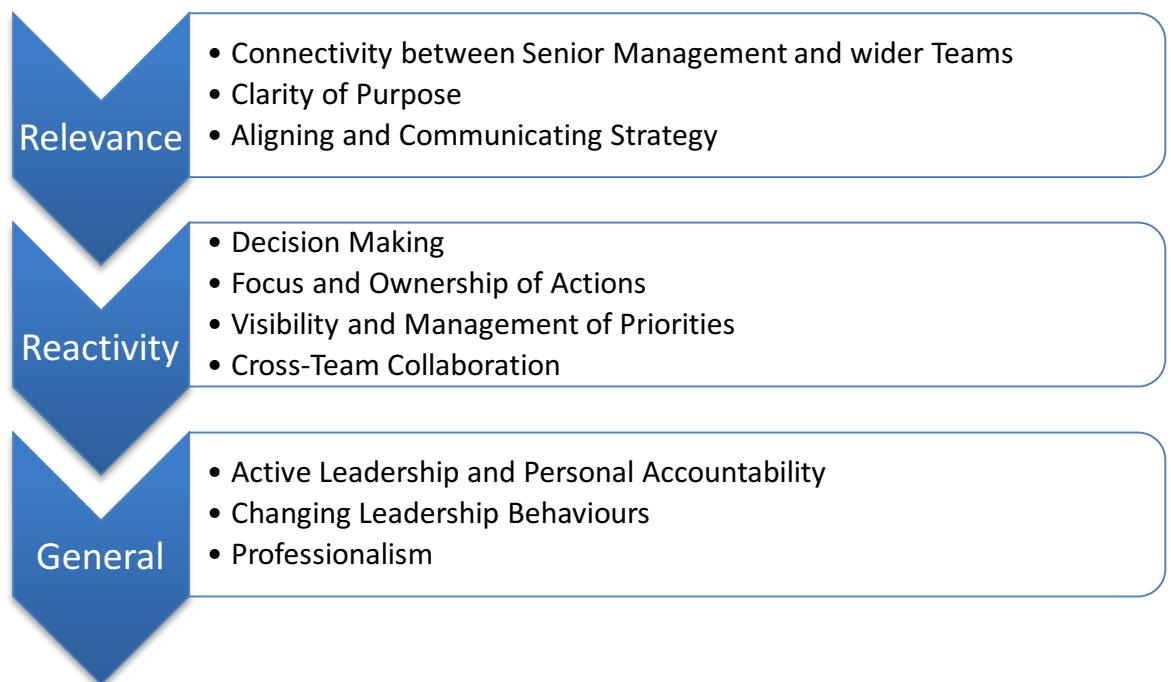 Relevance
• Connectivity between Senior Management and wider Teams
• Clarity of Purpose
• Aligning and Communicating Strategy
Reactivity
• Decision Making
• Focus and Ownership of Actions
• Visibility and Management of Priorities
• Cross-Team Collaboration
General
• Active Leadership and Personal Accountability
• Changing Leadership Behaviours
• Professionalism